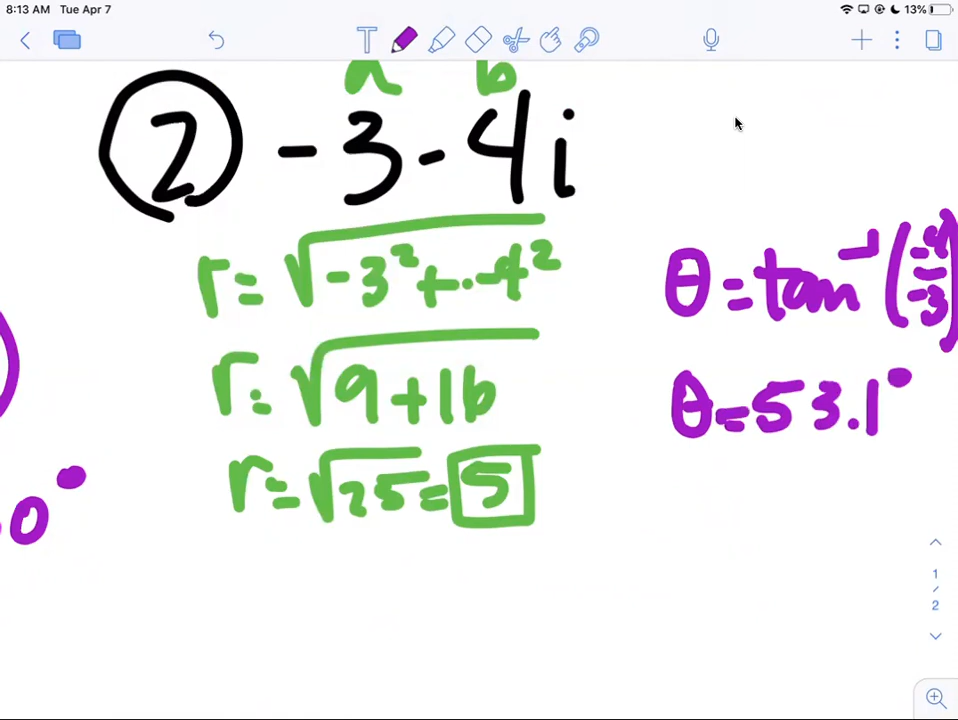 8:13 AM Tue Apr 7
13%
T
a b
2 -3-4i
r= √-3²+-4²
θ=tan⁻¹(-4/-3)
r= √9+16
θ=53.1°
r=√25=5
0°
1
/
2